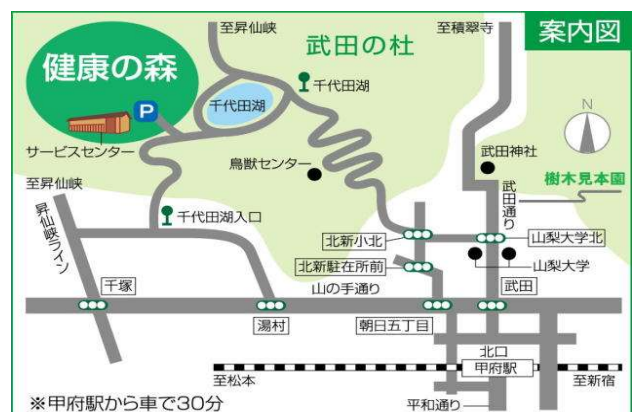 至昇仙峡
武田の杜
至積翠寺
案内図
健康の森
千代田湖
P
千代田湖
サービスセンター
鳥獣センター
武田神社
N
至昇仙峡
樹木見本園
武田通り
昇仙峡ライン
千代田湖入口
北新小北
山梨大学北
北新駐在所前
山梨大学
山の手通り
千塚
湯村
朝日五丁目
武田
北口
甲府駅
至松本
至新宿
平和通り
※甲府駅から車で30分